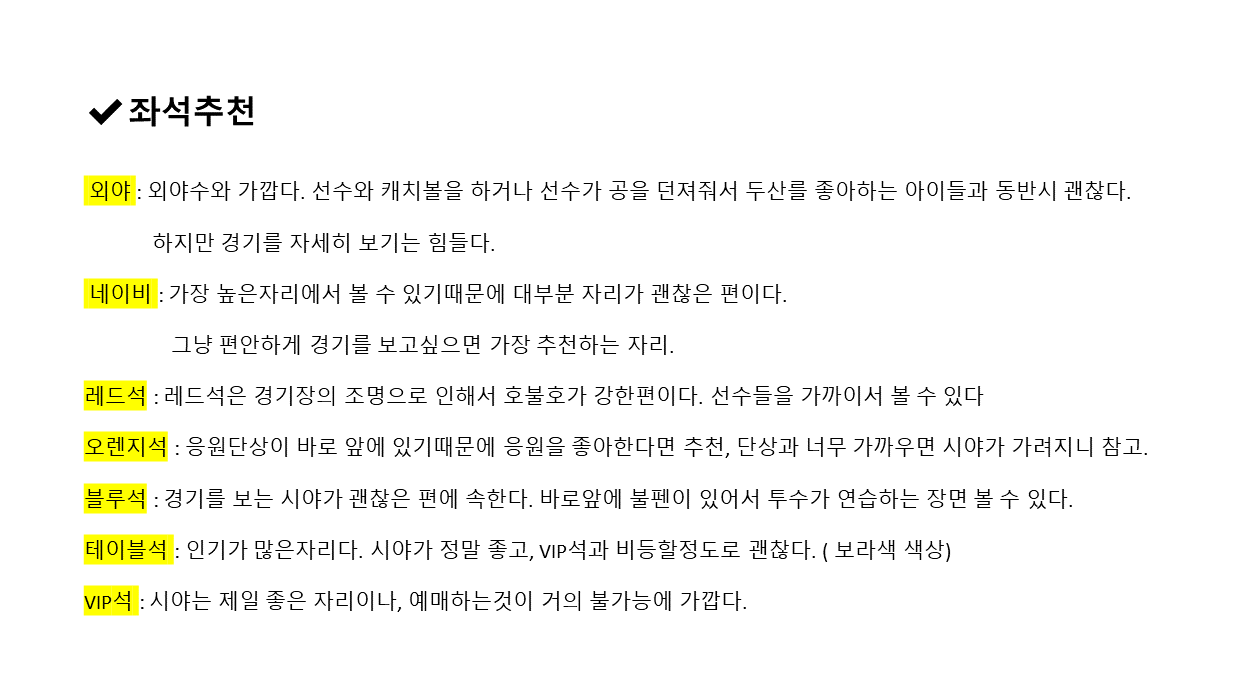 ✔좌석추천
외야 : 외야수와 가깝다. 선수와 캐치볼을 하거나 선수가 공을 던져줘서 두산를 좋아하는 아이들과 동반시 괜찮다.
하지만 경기를 자세히 보기는 힘들다.
네이비 : 가장 높은자리에서 볼 수 있기때문에 대부분 자리가 괜찮은 편이다.
그냥 편안하게 경기를 보고싶으면 가장 추천하는 자리.
레드석 : 레드석은 경기장의 조명으로 인해서 호불호가 강한편이다. 선수들을 가까이서 볼 수 있다
오렌지석 : 응원단상이 바로 앞에 있기때문에 응원을 좋아한다면 추천, 단상과 너무 가까우면 시야가 가려지니 참고.
블루석 : 경기를 보는 시야가 괜찮은 편에 속한다. 바로앞에 불펜이 있어서 투수가 연습하는 장면 볼 수 있다.
테이블석 : 인기가 많은자리다. 시야가 정말 좋고, VIP석과 비등할정도로 괜찮다. ( 보라색 색상)
VIP석 : 시야는 제일 좋은 자리이나, 예매하는것이 거의 불가능에 가깝다.